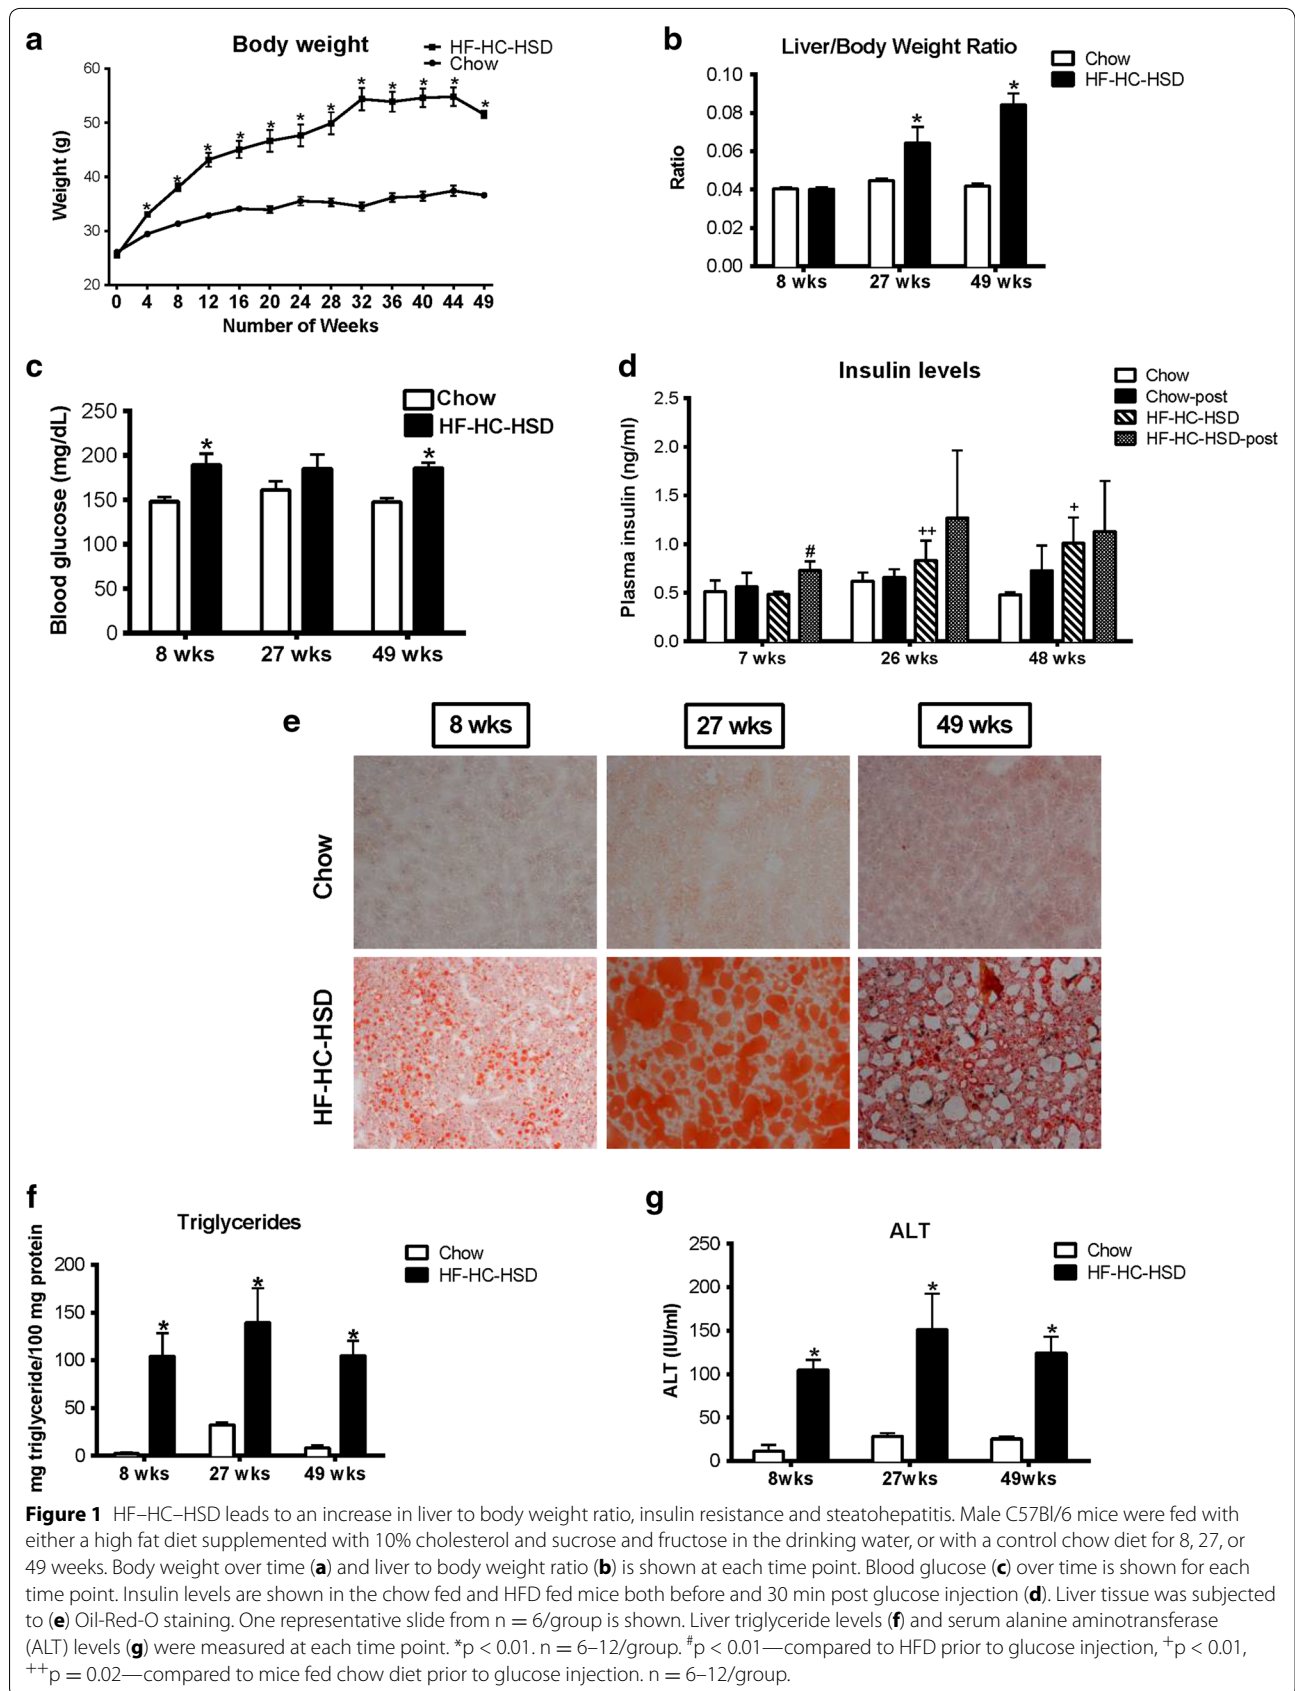 a
Body weight
HF-HC-HSD
Chow
Weight (g)
60
50
40
30
20
0 4 8 12 16 20 24 28 32 36 40 44 49
Number of Weeks
* * * * * * * * * * * *
b
Liver/Body Weight Ratio
Chow
HF-HC-HSD
Ratio
0.10
0.08
0.06
0.04
0.02
0.00
* *
8 wks 27 wks 49 wks
c
Chow
HF-HC-HSD
Blood glucose (mg/dL)
250
200
150
100
50
0
* *
8 wks 27 wks 49 wks
d
Insulin levels
Chow
Chow-post
HF-HC-HSD
HF-HC-HSD-post
Plasma insulin (ng/ml)
2.5
2.0
1.5
1.0
0.5
0.0
# ++ +
7 wks 26 wks 48 wks
e
8 wks 27 wks 49 wks
Chow
HF-HC-HSD
f
Triglycerides
Chow
HF-HC-HSD
mg triglyceride/100 mg protein
200
150
100
50
0
* * *
8 wks 27 wks 49 wks
g
ALT
Chow
HF-HC-HSD
ALT (IU/ml)
250
200
150
100
50
0
* * *
8wks 27wks 49wks
Figure 1 HF–HC–HSD leads to an increase in liver to body weight ratio, insulin resistance and steatohepatitis. Male C57Bl/6 mice were fed with
either a high fat diet supplemented with 10% cholesterol and sucrose and fructose in the drinking water, or with a control chow diet for 8, 27, or
49 weeks. Body weight over time (a) and liver to body weight ratio (b) is shown at each time point. Blood glucose (c) over time is shown for each
time point. Insulin levels are shown in the chow fed and HFD fed mice both before and 30 min post glucose injection (d). Liver tissue was subjected
to (e) Oil-Red-O staining. One representative slide from n = 6/group is shown. Liver triglyceride levels (f) and serum alanine aminotransferase
(ALT) levels (g) were measured at each time point. *p < 0.01. n = 6–12/group. #p < 0.01—compared to HFD prior to glucose injection, +p < 0.01,
++p = 0.02—compared to mice fed chow diet prior to glucose injection. n = 6–12/group.